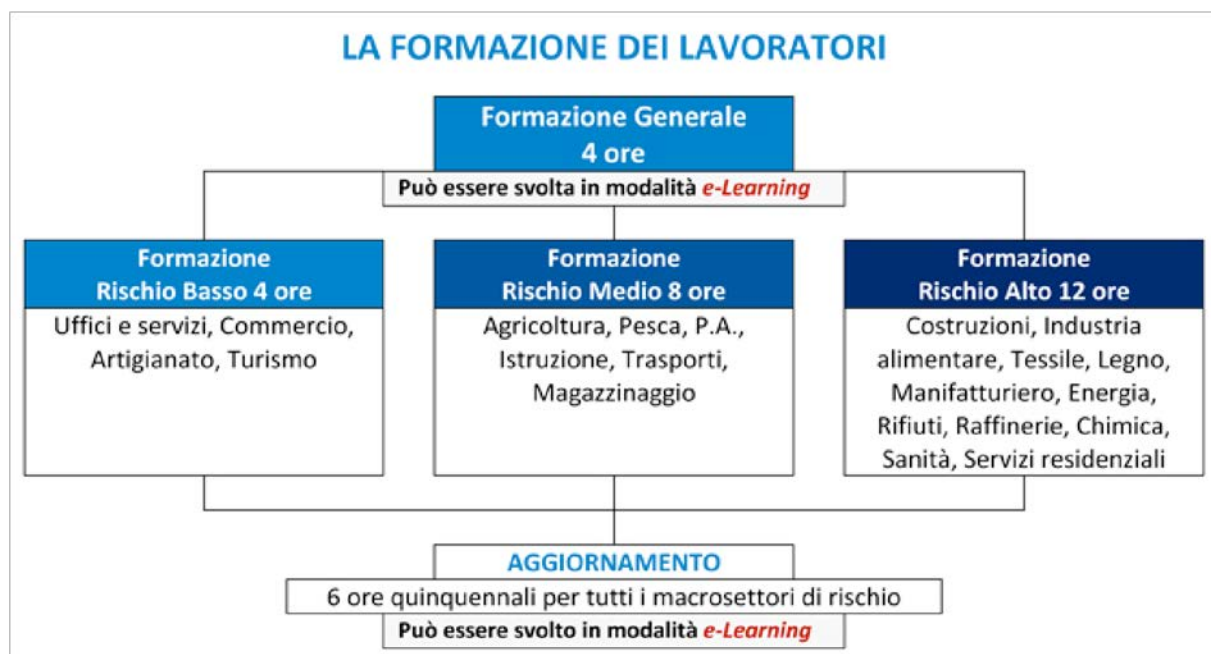 LA FORMAZIONE DEI LAVORATORI
Formazione Generale
4 ore
Può essere svolta in modalità e-Learning
Formazione
Rischio Basso 4 ore
Uffici e servizi, Commercio,
Artigianato, Turismo
Formazione
Rischio Medio 8 ore
Agricoltura, Pesca, P.A.,
Istruzione, Trasporti,
Magazzinaggio
Formazione
Rischio Alto 12 ore
Costruzioni, Industria
alimentare, Tessile, Legno,
Manifatturiero, Energia,
Rifiuti, Raffinerie, Chimica,
Sanità, Servizi residenziali
AGGIORNAMENTO
6 ore quinquennali per tutti i macrosettori di rischio
Può essere svolto in modalità e-Learning